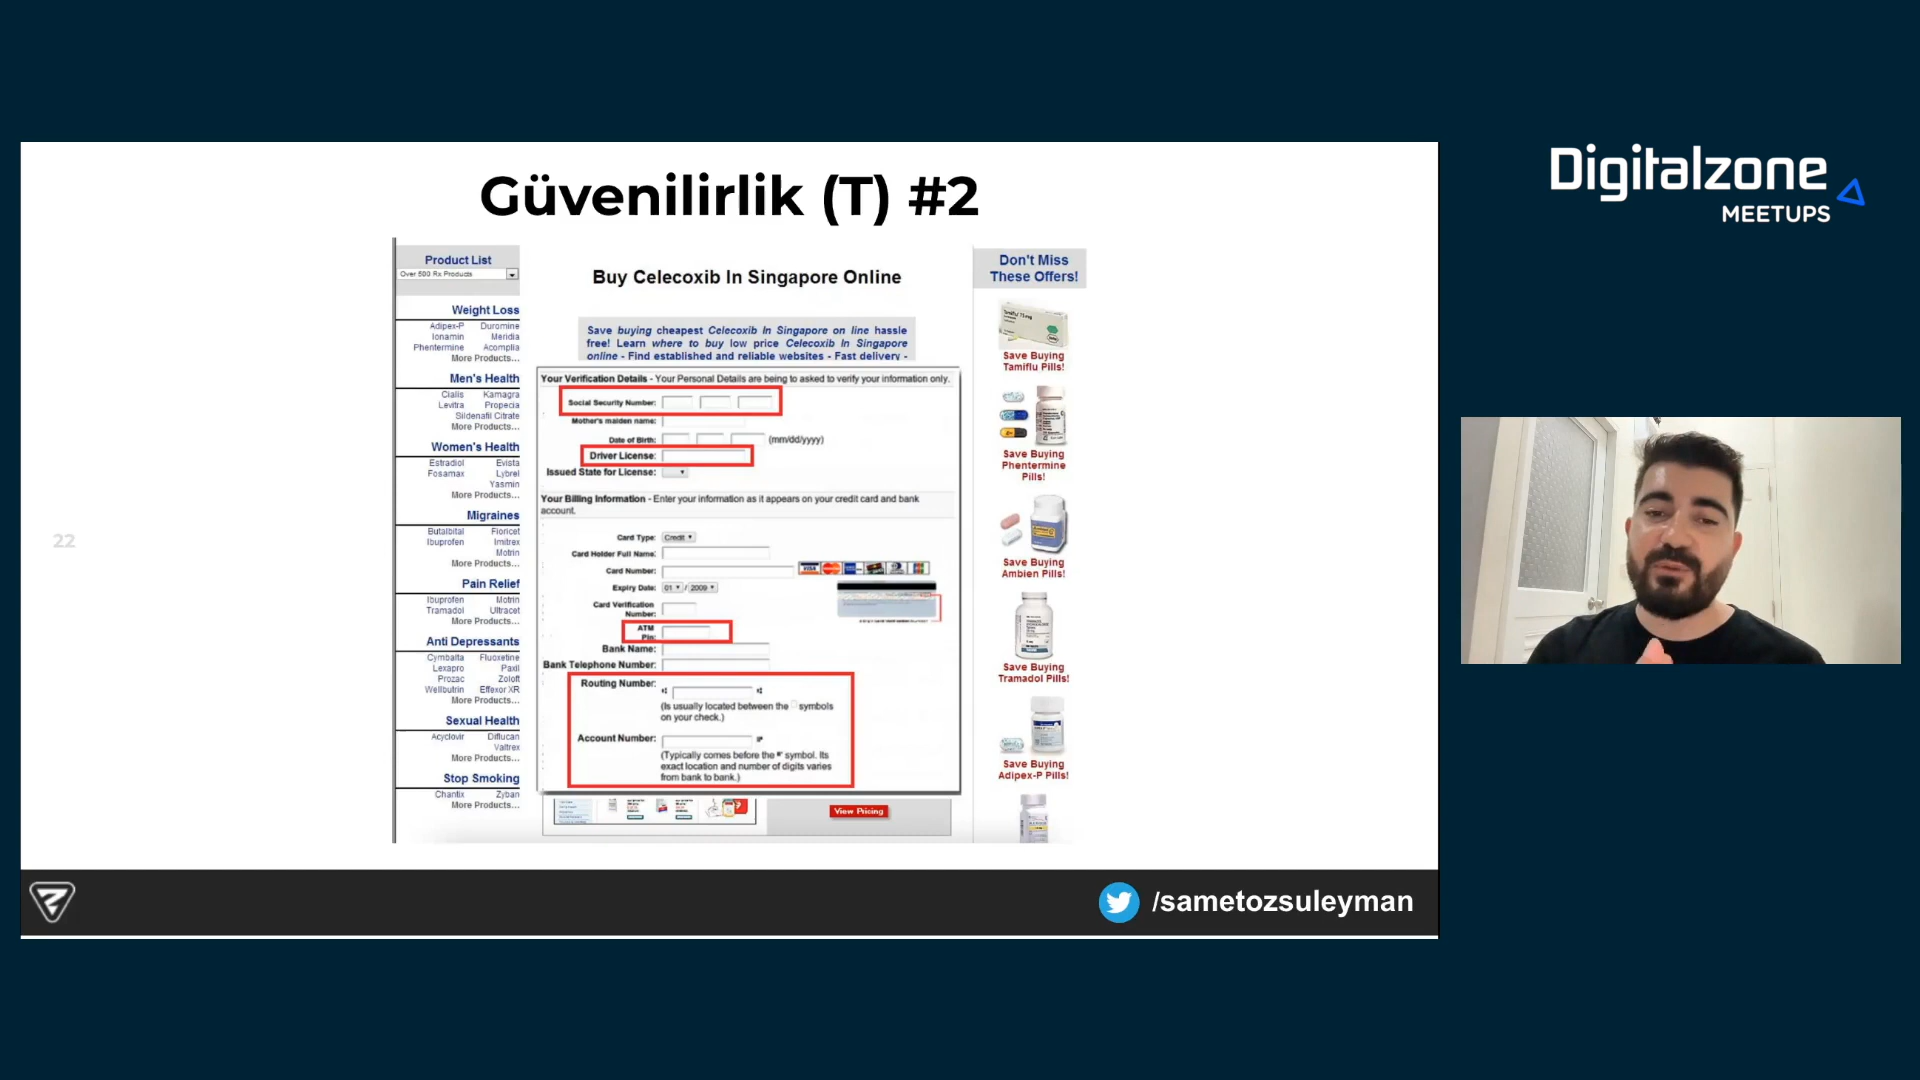 Güvenilirlik (T) #2
Product List
Over 500 Rx Products
Weight Loss
Adipex-P Duromine
Ionamin Meridia
Phentermine Acomplia
More Products...
Men's Health
Cialis Kamagra
Levitra Propecia
Sildenafil Citrate
More Products...
Women's Health
Estradiol Evista
Fosamax Lybrel
Yasmin
More Products...
Migraines
Butalbital Fioricet
Ibuprofen Imitrex
Motrin
More Products...
Pain Relief
Ibuprofen Motrin
Tramadol Ultracet
More Products...
Anti Depressants
Cymbalta Fluoxetine
Lexapro Paxil
Prozac Zoloft
Wellbutrin Effexor XR
More Products...
Sexual Health
Acyclovir Diflucan
Valtrex
More Products...
Stop Smoking
Chantix Zyban
More Products...
Buy Celecoxib In Singapore Online
Save buying cheapest Celecoxib In Singapore on line hassle
free! Learn where to buy low price Celecoxib In Singapore
online - Find established and reliable websites - Fast delivery -
Your Verification Details - Your Personal Details are being to asked to verify your information only.
Social Security Number:
Mother's maiden name:
Date of Birth: (mm/dd/yyyy)
Driver License:
Issued State for License:
Your Billing Information - Enter your information as it appears on your credit card and bank
account.
Card Type: Credit
Card Holder Full Name:
Card Number:
VISA
Expiry Date: 01 / 2009
Card Verification
Number:
ATM
Pin:
Bank Name:
Bank Telephone Number:
Routing Number:
(Is usually located between the symbols
on your check.)
Account Number:
(Typically comes before the symbol. Its
exact location and number of digits varies
from bank to bank.)
View Pricing
Don't Miss
These Offers!
Save Buying
Tamiflu Pills!
Save Buying
Phentermine
Pills!
Save Buying
Ambien Pills!
Save Buying
Tramadol Pills!
Save Buying
Adipex-P Pills!
22
/sametozsuleyman
Digitalzone
MEETUPS